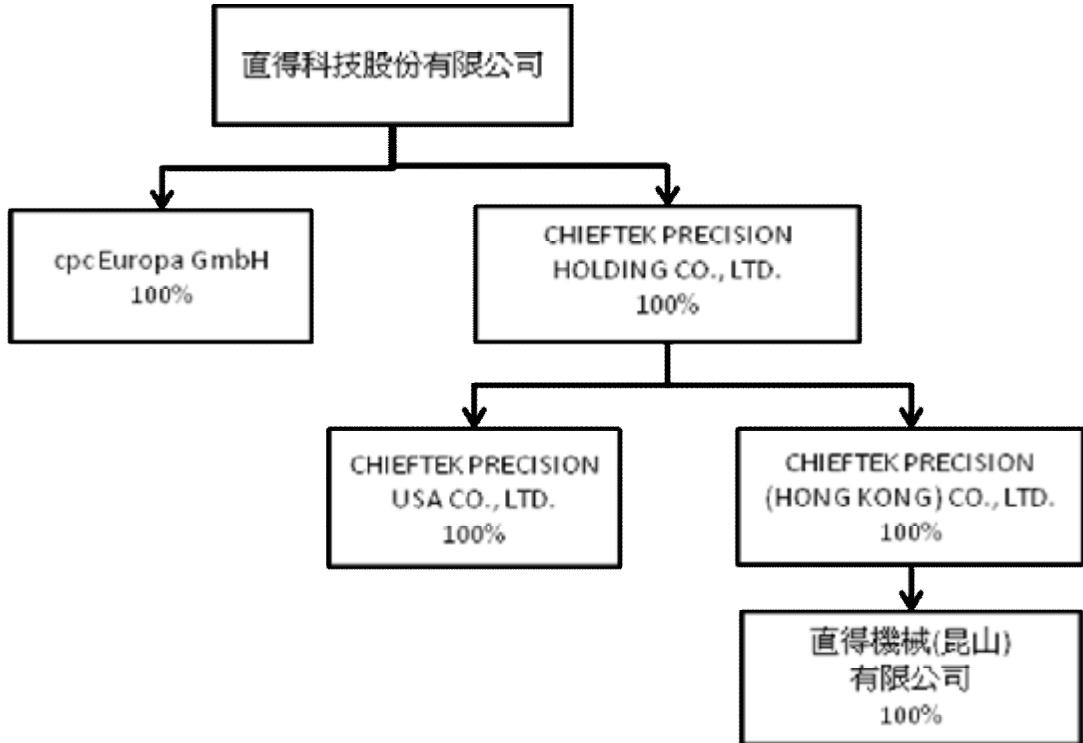 直得科技股份有限公司
cpc Europa GmbH
100%
CHIEFTEK PRECISION
HOLDING CO., LTD.
100%
CHIEFTEK PRECISION
USA CO., LTD.
100%
CHIEFTEK PRECISION
(HONG KONG) CO., LTD.
100%
直得機械(昆山)
有限公司
100%